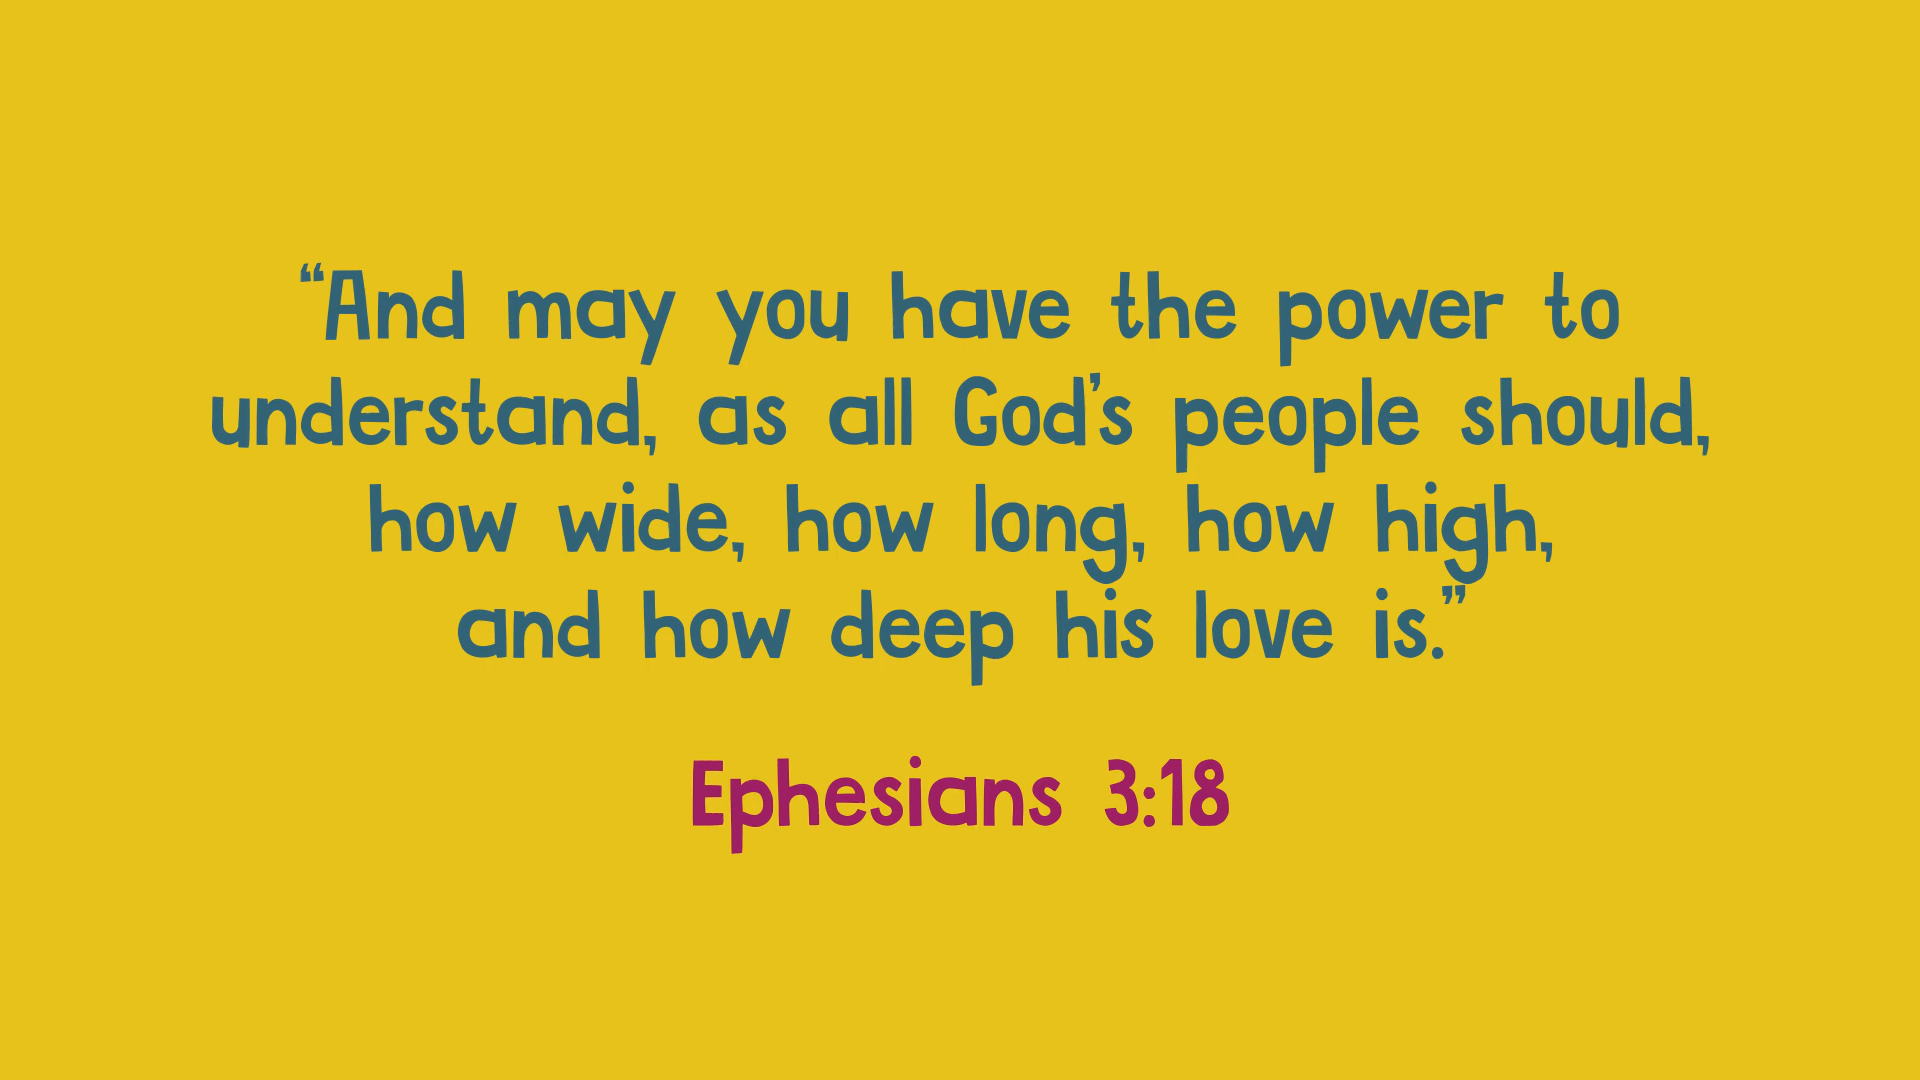 “And may you have the power to
understand, as all God’s people should,
how wide, how long, how high,
and how deep his love is.”
Ephesians 3:18